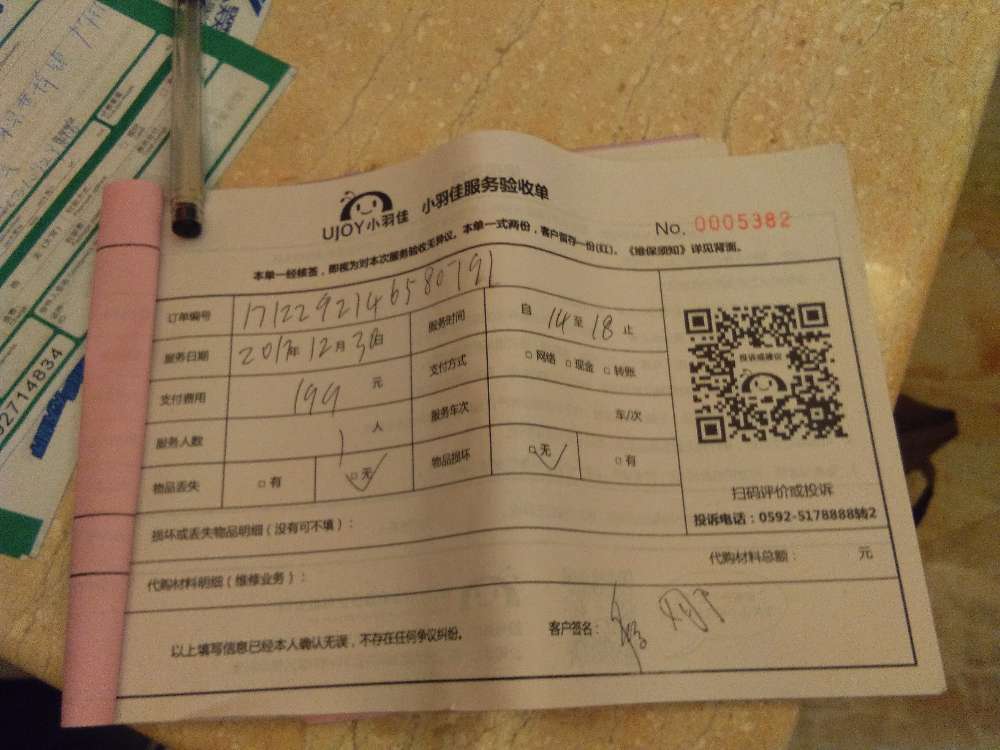 UJOY小羽佳 小羽佳服务验收单
No. 0005382
本单一经核签，即视为对本次服务验收无异议。本单一式两份，客户留存一份(红)。《维保须知》详见背面。
订单编号 171229214658079 1
服务日期 2017年12月30日 服务时间 自 14 至 18 止
支付费用 199 元 支付方式 □ 网络 □ 现金 □ 转账
服务人数 1 人 服务车次 车/次
物品丢失 □ 有 □ 无 物品损坏 □ 无 □ 有
投诉或建议
扫码评价或投诉
投诉电话：0592-5178888转2
损坏或丢失物品明细（没有可不填）：
代购材料明细（维修业务）： 代购材料总额： 元
以上填写信息已经本人确认无误，不存在任何争议纠纷。 客户签名：
32714834